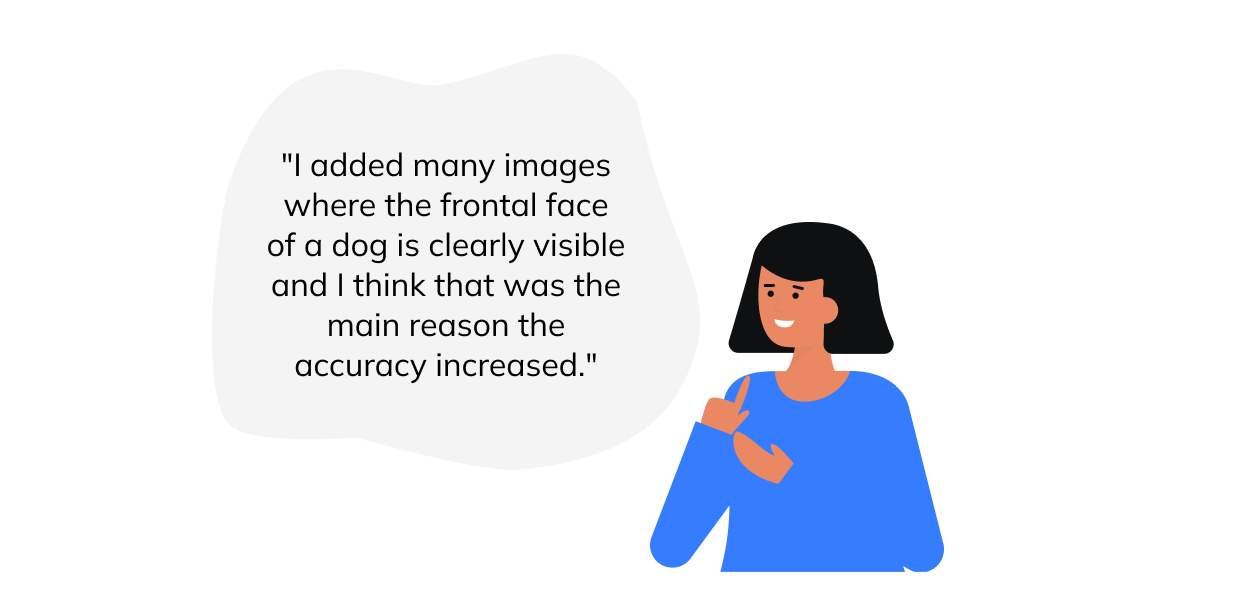 "I added many images
where the frontal face
of a dog is clearly visible
and I think that was the
main reason the
accuracy increased."